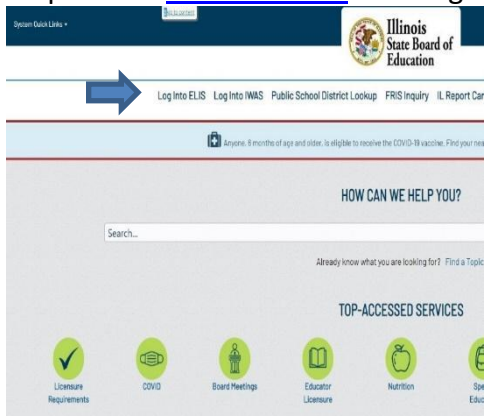 System Quick Links
Skip to content
Illinois
State Board of
Education
Log Into ELIS Log Into IWAS Public School District Lookup FRIS Inquiry IL Report Car
Anyone, 6 months of age and older, is eligible to receive the COVID-19 vaccine. Find your nea
HOW CAN WE HELP YOU?
Search...
Already know what you are looking for? Find a Topic
TOP-ACCESSED SERVICES
Licensure
Requirements
COVID
Board Meetings
Educator
Licensure
Nutrition
Spe
Educ